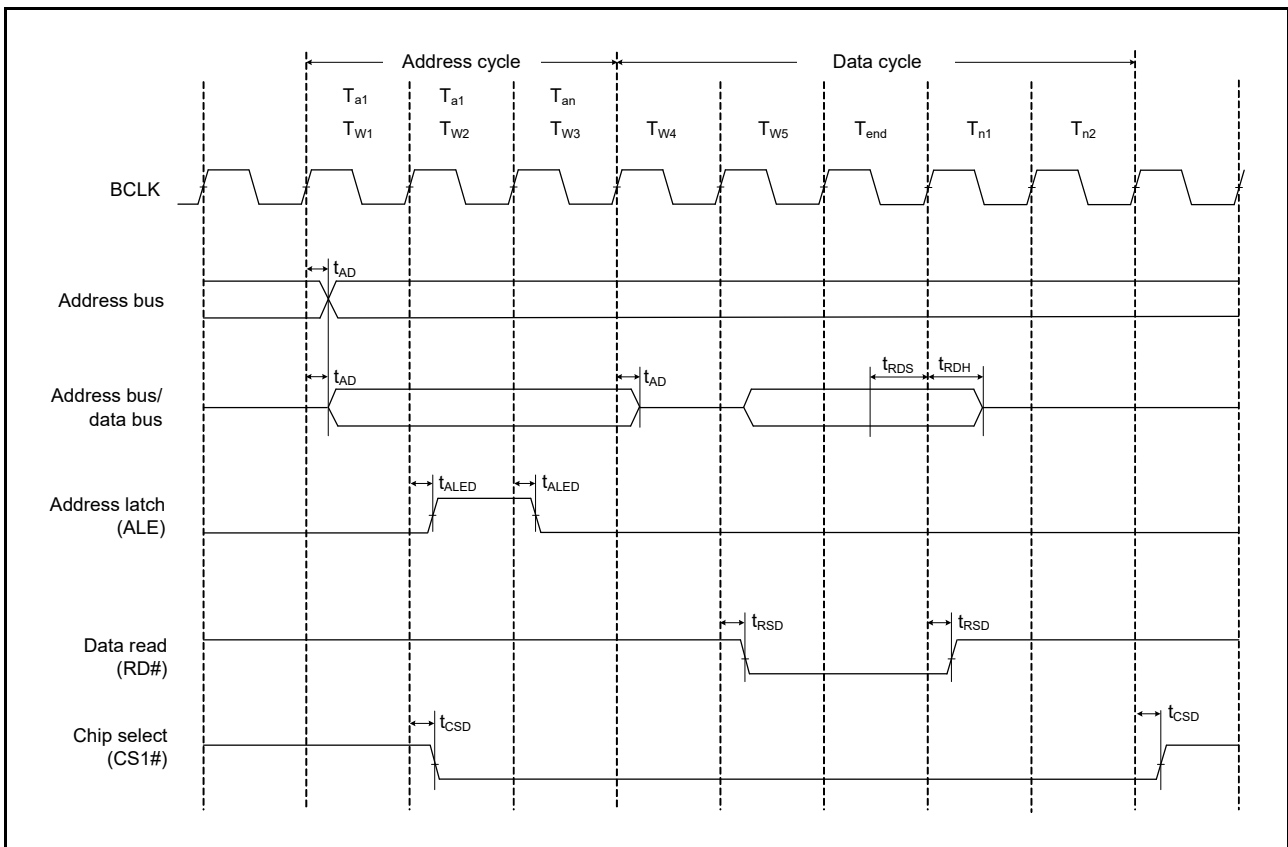 Address cycle Data cycle
Ta1 Ta1 Tan
TW1 TW2 TW3 TW4 TW5 Tend Tn1 Tn2
BCLK
tAD
Address bus
tAD tAD tRDS tRDH
Address bus/
data bus
tALED tALED
Address latch
(ALE)
tRSD tRSD
Data read
(RD#)
tCSD tCSD
Chip select
(CS1#)